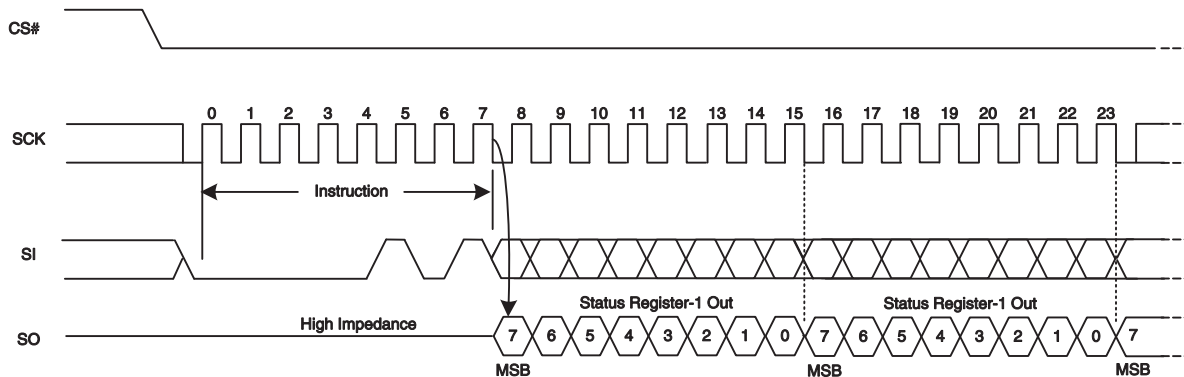 CS#
0 1 2 3 4 5 6 7 8 9 10 11 12 13 14 15 16 17 18 19 20 21 22 23
SCK
Instruction
SI
Status Register-1 Out Status Register-1 Out
High Impedance
SO 7 6 5 4 3 2 1 0 7 6 5 4 3 2 1 0 7
MSB MSB MSB